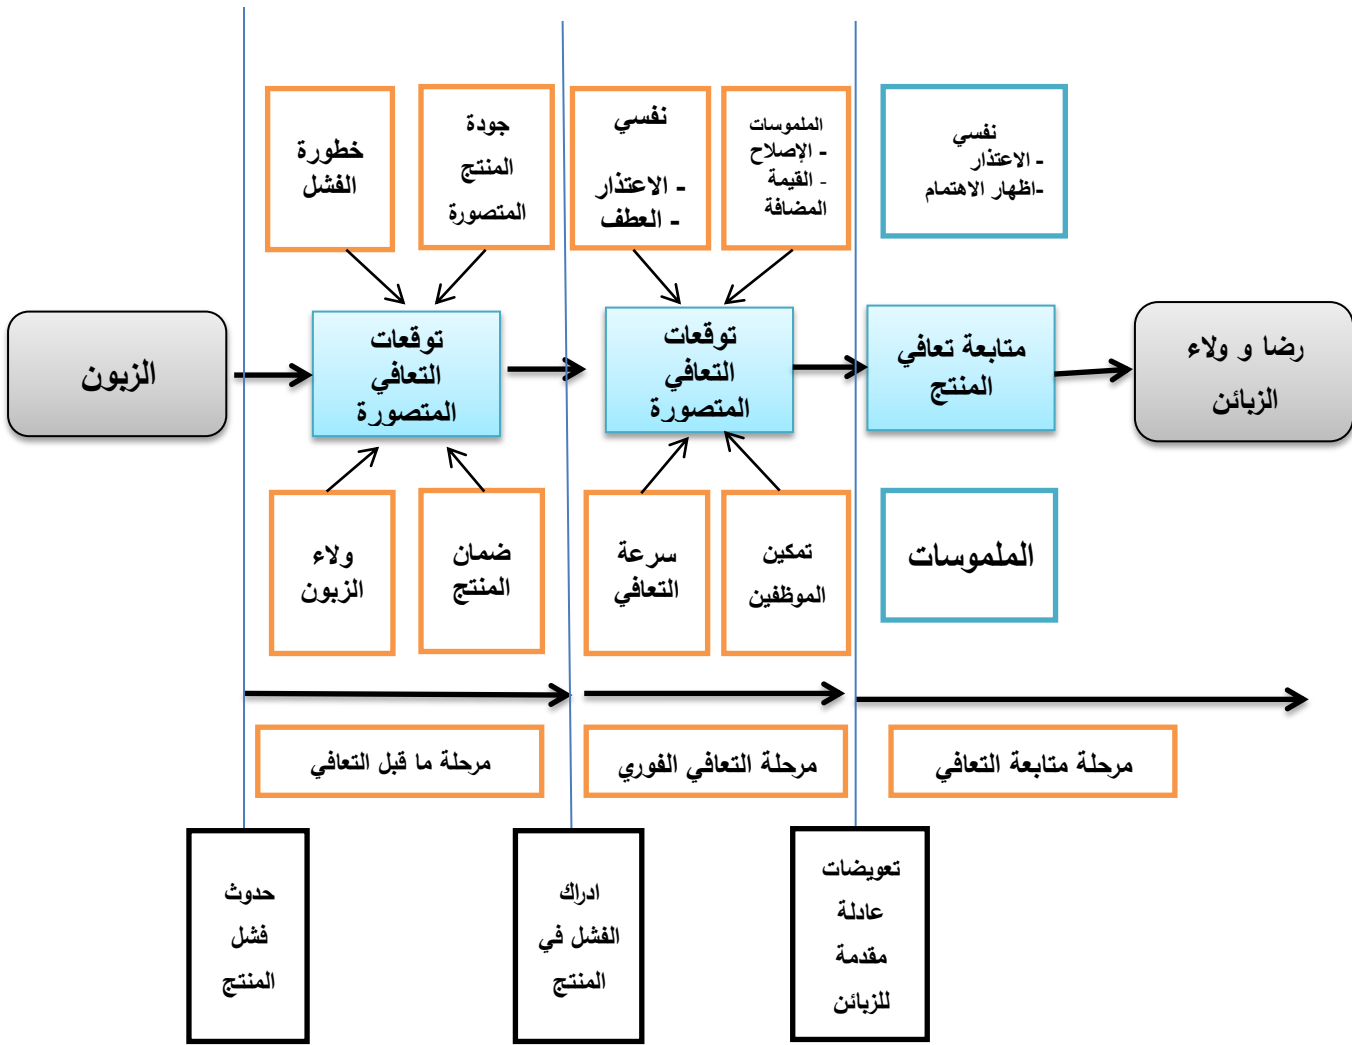 خطورة
الفشل
جودة
المنتج
المتصورة
نفسي
- الاعتذار
- العطف
الملموسات
- الإصلاح
- القيمة
المضافة
نفسي
- الاعتذار
-اظهار الاهتمام
الزبون
توقعات
التعافي
المتصورة
توقعات
التعافي
المتصورة
متابعة تعافي
المنتج
رضا و ولاء
الزبائن
ولاء
الزبون
ضمان
المنتج
سرعة
التعافي
تمكين
الموظفين
الملموسات
مرحلة ما قبل التعافي
مرحلة التعافي الفوري
مرحلة متابعة التعافي
حدوث
فشل
المنتج
ادراك
الفشل في
المنتج
تعويضات
عادلة
مقدمة
للزبائن